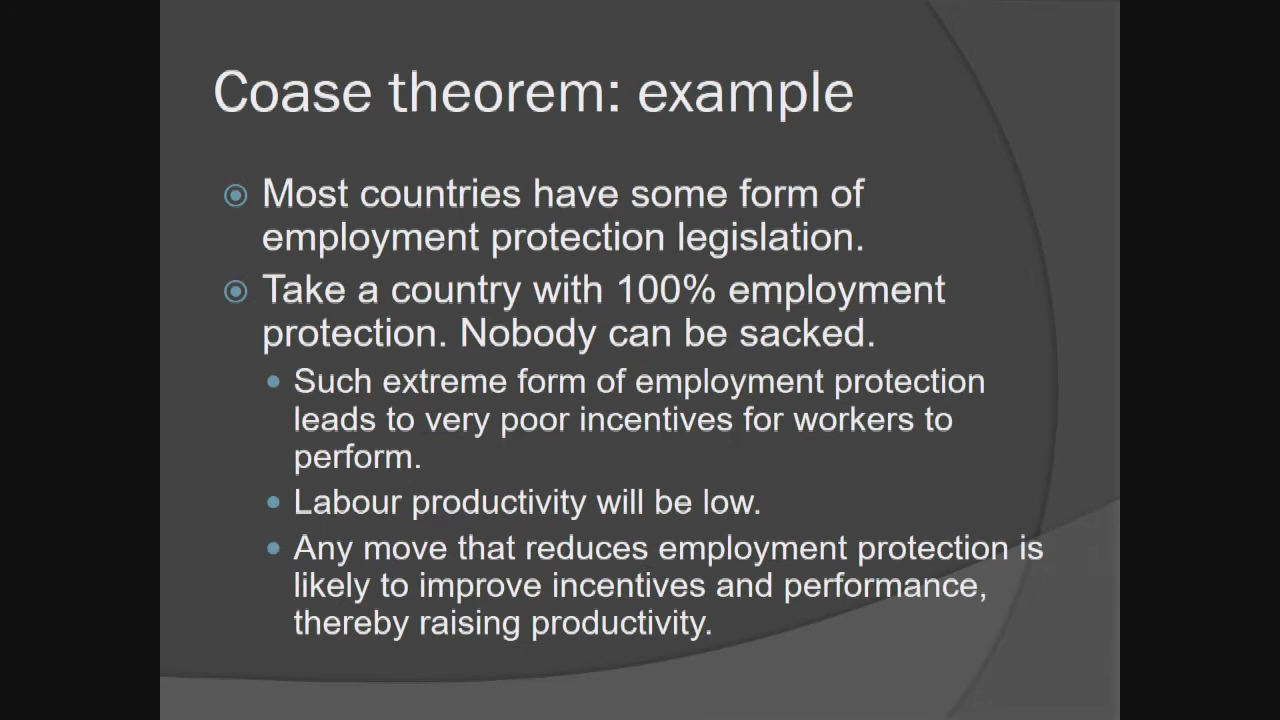 Coase theorem: example
Most countries have some form of
employment protection legislation.
Take a country with 100% employment
protection. Nobody can be sacked.
Such extreme form of employment protection
leads to very poor incentives for workers to
perform.
Labour productivity will be low.
Any move that reduces employment protection is
likely to improve incentives and performance,
thereby raising productivity.